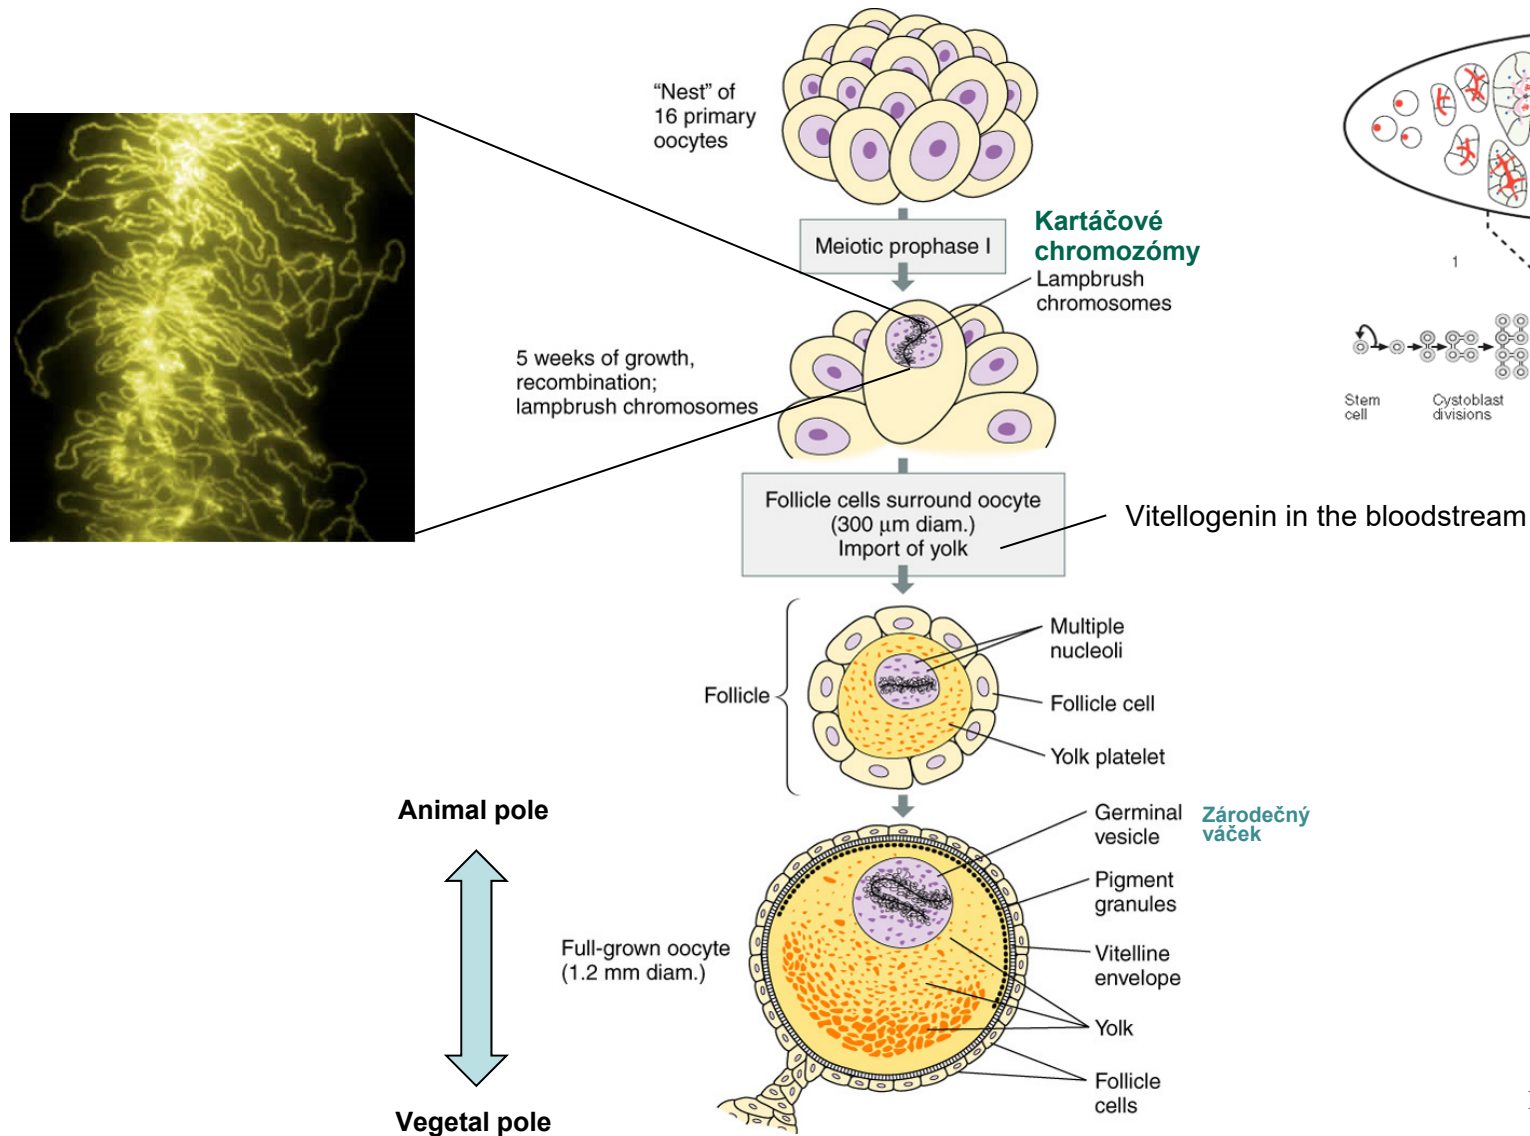 “Nest” of
16 primary
oocytes
Meiotic prophase I
Kartáčové
chromozómy
Lampbrush
chromosomes
1
5 weeks of growth,
recombination;
lampbrush chromosomes
Stem
cell
Cystoblast
divisions
Follicle cells surround oocyte
(300 μm diam.)
Import of yolk
Vitellogenin in the bloodstream
Multiple
nucleoli
Follicle
Follicle cell
Yolk platelet
Animal pole
Germinal
vesicle
Zárodečný
váček
Pigment
granules
Full-grown oocyte
(1.2 mm diam.)
Vitelline
envelope
Yolk
Follicle
cells
Vegetal pole